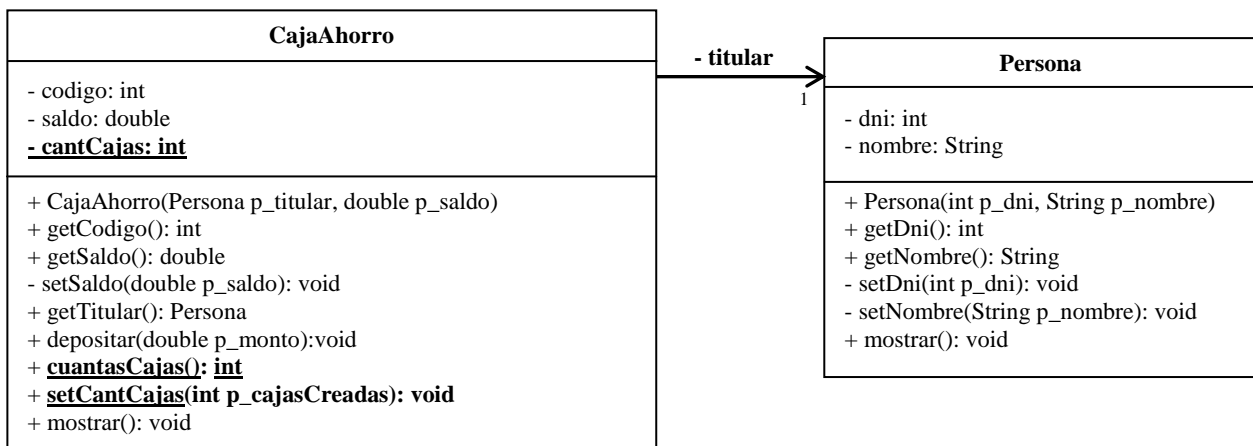 CajaAhorro
- codigo: int
- saldo: double
- cantCajas: int
+ CajaAhorro(Persona p_titular, double p_saldo)
+ getCodigo(): int
+ getSaldo(): double
- setSaldo(double p_saldo): void
+ getTitular(): Persona
+ depositar(double p_monto):void
+ cuantasCajas(): int
+ setCantCajas(int p_cajasCreadas): void
+ mostrar(): void
- titular
1
Persona
- dni: int
- nombre: String
+ Persona(int p_dni, String p_nombre)
+ getDni(): int
+ getNombre(): String
- setDni(int p_dni): void
- setNombre(String p_nombre): void
+ mostrar(): void